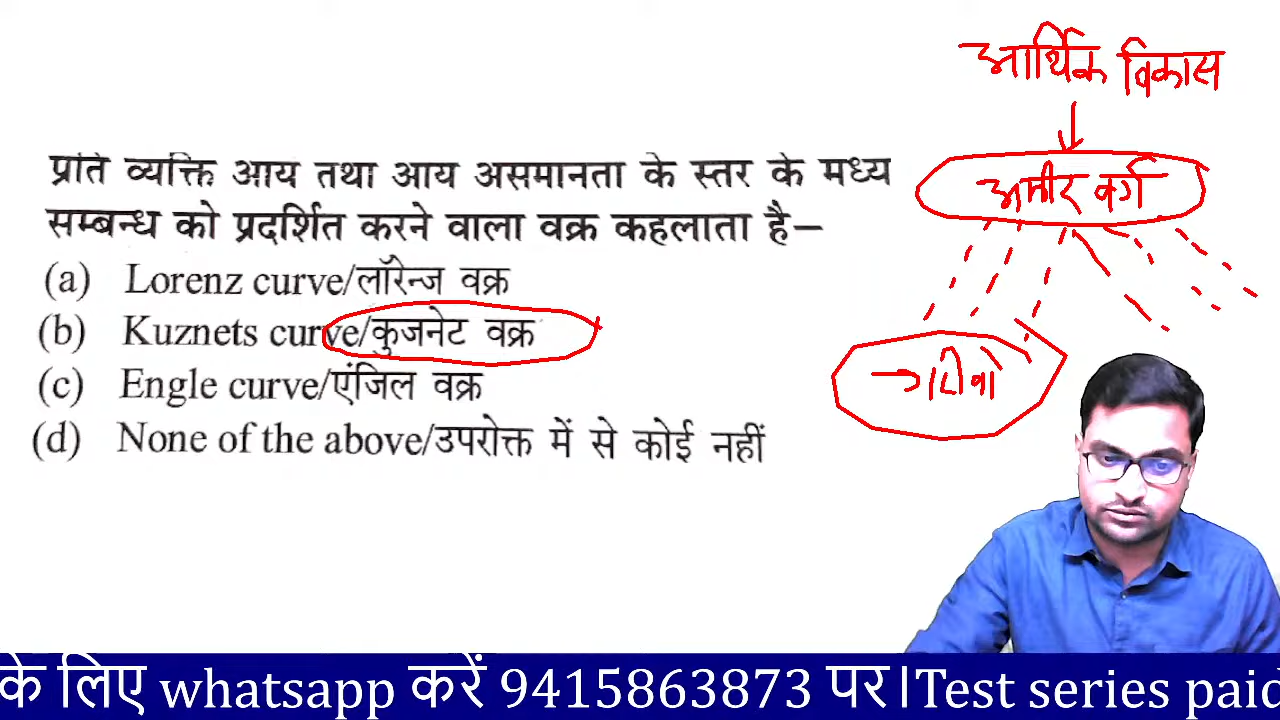 प्रति व्यक्ति आय तथा आय असमानता के स्तर के मध्य
सम्बन्ध को प्रदर्शित करने वाला वक्र कहलाता है–
(a) Lorenz curve/लॉरेन्ज वक्र
(b) Kuznets curve/कुजनेट वक्र
(c) Engle curve/एंजिल वक्र
(d) None of the above/उपरोक्त में से कोई नहीं
आर्थिक विकास
अमीर वर्ग
के लिए whatsapp करें 9415863873 पर।Test series paid